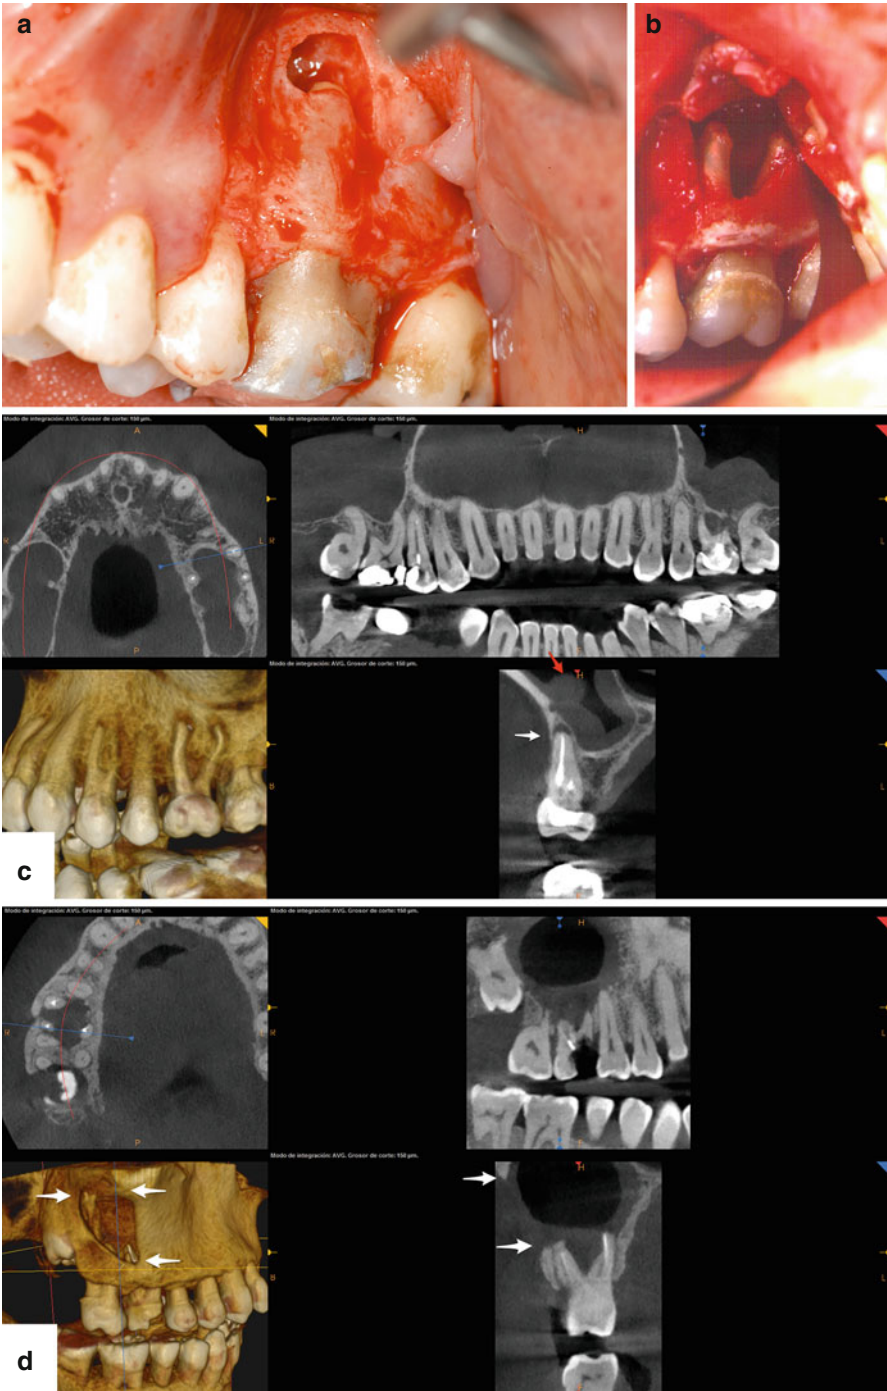 a
b
Modo de integración: AVG. Grosor de corte: 150 µm.
Modo de integración: AVG. Grosor de corte: 150 µm.
A
H
R
L
R
L
P
Modo de integración: AVG. Grosor de corte: 150 µm.
H
B
L
c
Modo de integración: AVG. Grosor de corte: 150 µm.
Modo de integración: AVG. Grosor de corte: 150 µm.
A
H
R
L
R
L
P
Modo de integración: AVG. Grosor de corte: 150 µm.
H
B
L
d